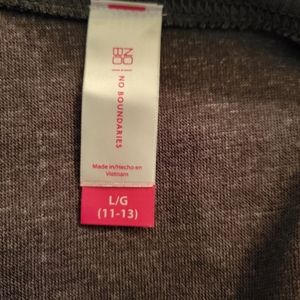 NO
BO
NO BOUNDARIES
Made in/Hecho en
Vietnam
L/G
(11-13)